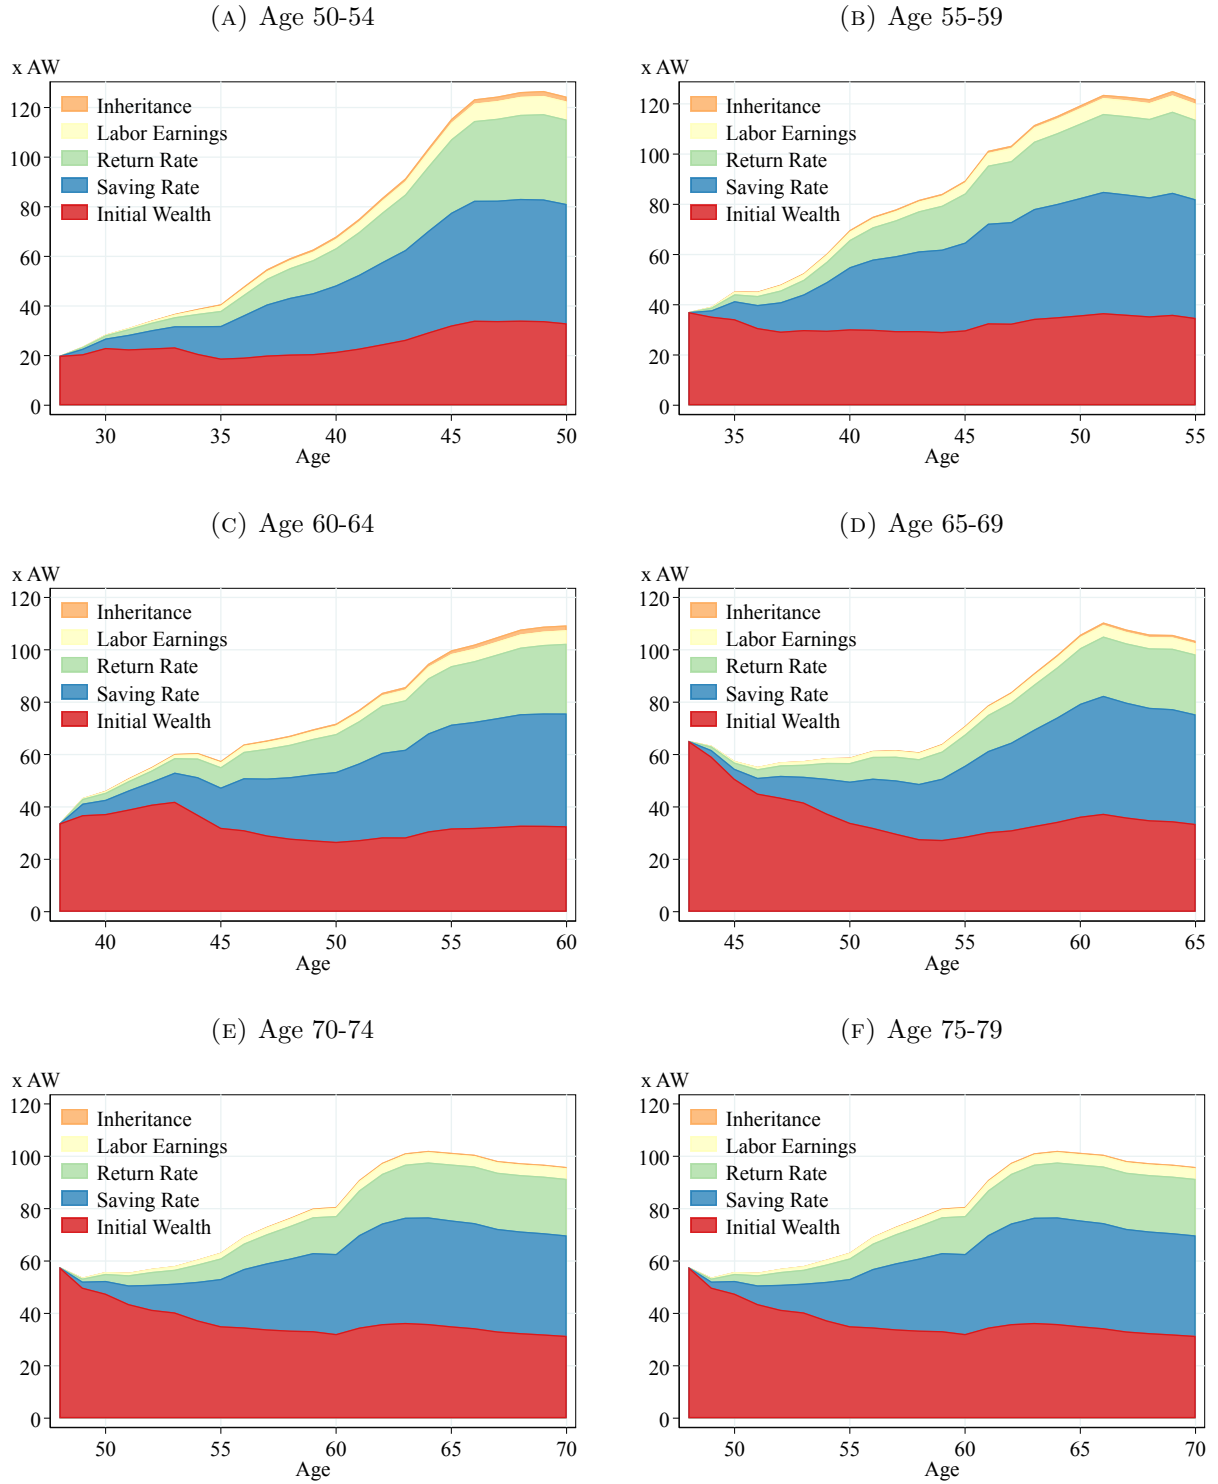 (A) Age 50-54
x AW
Inheritance
Labor Earnings
Return Rate
Saving Rate
Initial Wealth
120
100
80
60
40
20
0
30 35 40 45 50
Age
(B) Age 55-59
x AW
Inheritance
Labor Earnings
Return Rate
Saving Rate
Initial Wealth
120
100
80
60
40
20
0
35 40 45 50 55
Age
(C) Age 60-64
x AW
Inheritance
Labor Earnings
Return Rate
Saving Rate
Initial Wealth
120
100
80
60
40
20
0
40 45 50 55 60
Age
(D) Age 65-69
x AW
Inheritance
Labor Earnings
Return Rate
Saving Rate
Initial Wealth
120
100
80
60
40
20
0
45 50 55 60 65
Age
(E) Age 70-74
x AW
Inheritance
Labor Earnings
Return Rate
Saving Rate
Initial Wealth
120
100
80
60
40
20
0
50 55 60 65 70
Age
(F) Age 75-79
x AW
Inheritance
Labor Earnings
Return Rate
Saving Rate
Initial Wealth
120
100
80
60
40
20
0
50 55 60 65 70
Age